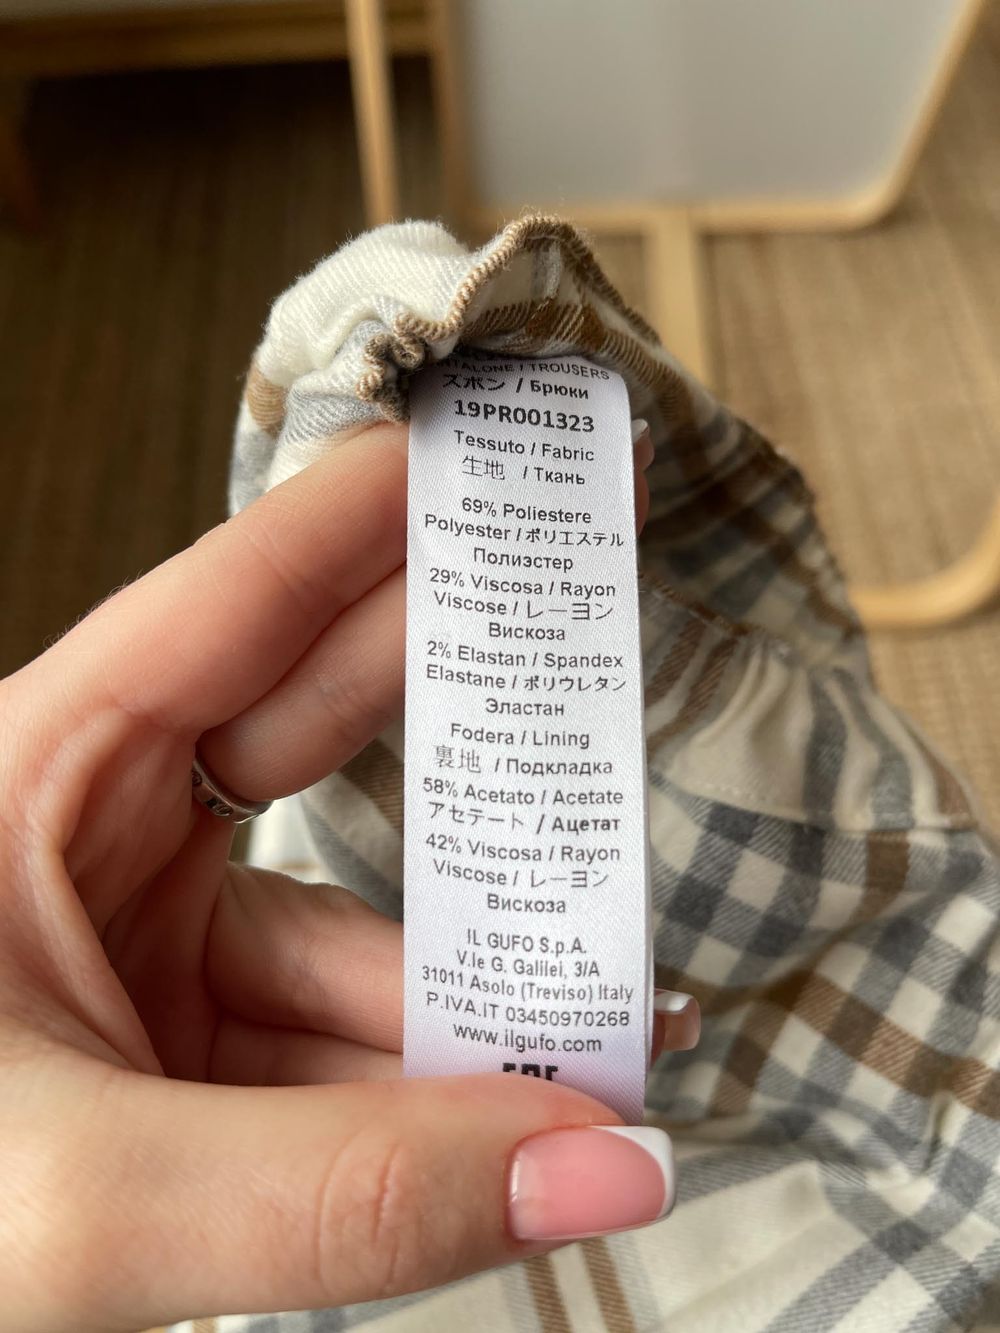 / TROUSERS
ズボン / Брюки
19PR001323
Tessuto / Fabric
生地 / Ткань
69% Poliestere
Polyester / ポリエステル
Полиэстер
29% Viscosa / Rayon
Viscose / レーヨン
Вискоза
2% Elastan / Spandex
Elastane / ポリウレタン
Эластан
Fodera / Lining
裏地 / Подкладка
58% Acetato / Acetate
アセテート / Ацетат
42% Viscosa / Rayon
Viscose / レーヨン
Вискоза
IL GUFO S.p.A.
V.le G. Galilei, 3/A
31011 Asolo (Treviso) Italy
P.IVA.IT 03450970268
www.ilgufo.com